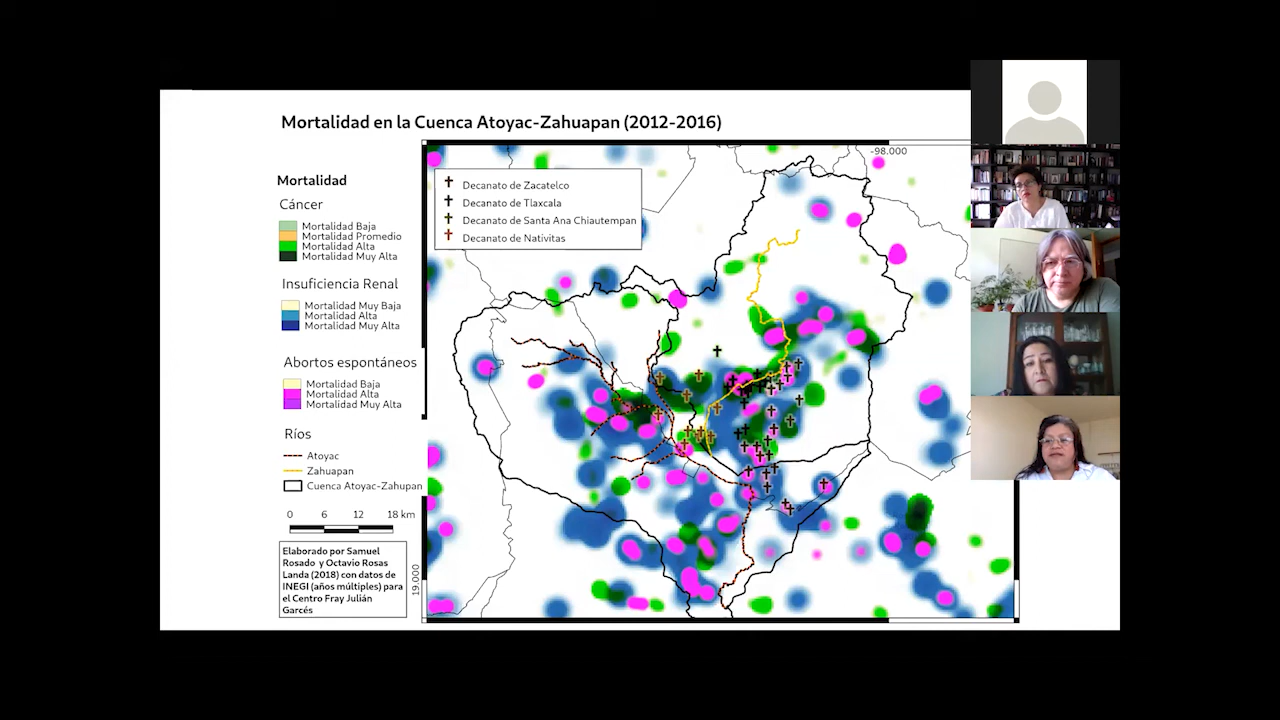 Mortalidad en la Cuenca Atoyac-Zahuapan (2012-2016)
-98.000
Mortalidad
Cáncer
Mortalidad Baja
Mortalidad Promedio
Mortalidad Alta
Mortalidad Muy Alta
Insuficiencia Renal
Mortalidad Muy Baja
Mortalidad Alta
Mortalidad Muy Alta
Abortos espontáneos
Mortalidad Baja
Mortalidad Alta
Mortalidad Muy Alta
Ríos
Atoyac
Zahuapan
Cuenca Atoyac-Zahupan
0 6 12 18 km
Elaborado por Samuel
Rosado y Octavio Rosas
Landa (2018) con datos de
INEGI (años múltiples) para
el Centro Fray Julián
Garcés
Decanato de Zacatelco
Decanato de Tlaxcala
Decanato de Santa Ana Chiautempan
Decanato de Nativitas
19.000